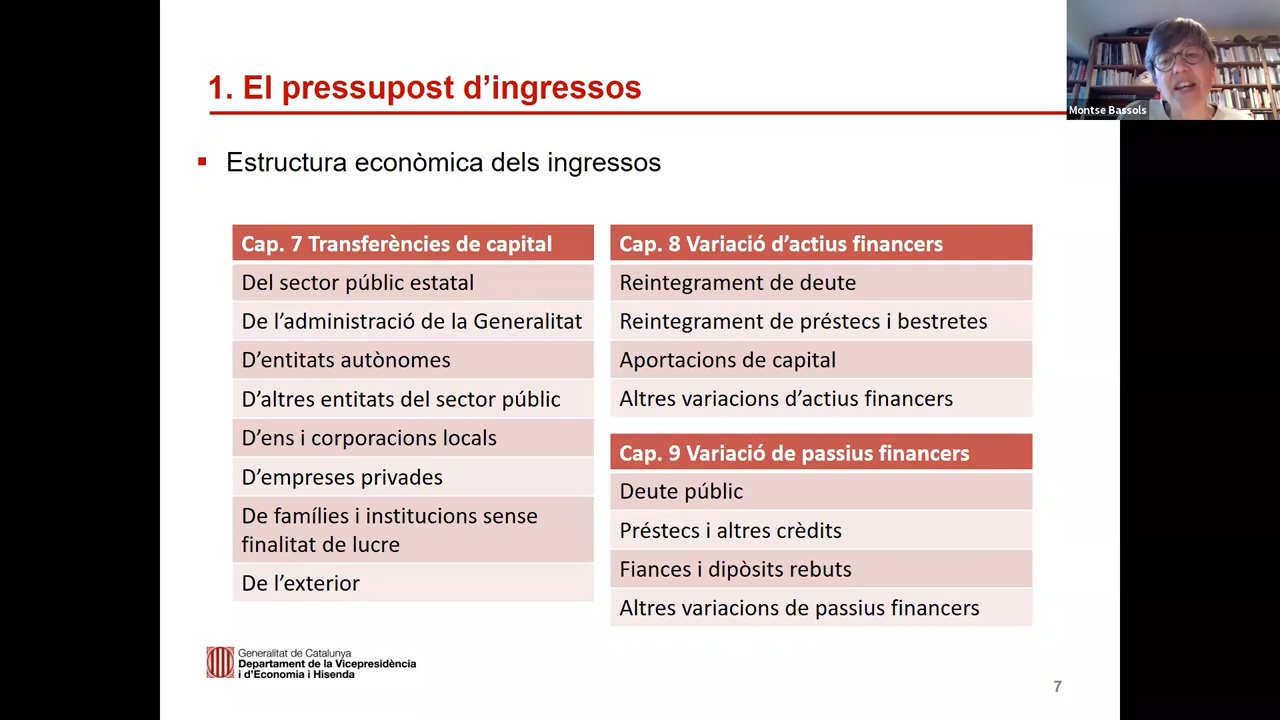 1. El pressupost d’ingressos
Montse Bassols
Estructura econòmica dels ingressos
Cap. 7 Transferències de capital
Del sector públic estatal
De l’administració de la Generalitat
D’entitats autònomes
D’altres entitats del sector públic
D’ens i corporacions locals
D’empreses privades
De famílies i institucions sense
finalitat de lucre
De l’exterior
Cap. 8 Variació d’actius financers
Reintegrament de deute
Reintegrament de préstecs i bestretes
Aportacions de capital
Altres variacions d’actius financers
Cap. 9 Variació de passius financers
Deute públic
Préstecs i altres crèdits
Fiances i dipòsits rebuts
Altres variacions de passius financers
Generalitat de Catalunya
Departament de la Vicepresidència
i d’Economia i Hisenda
7